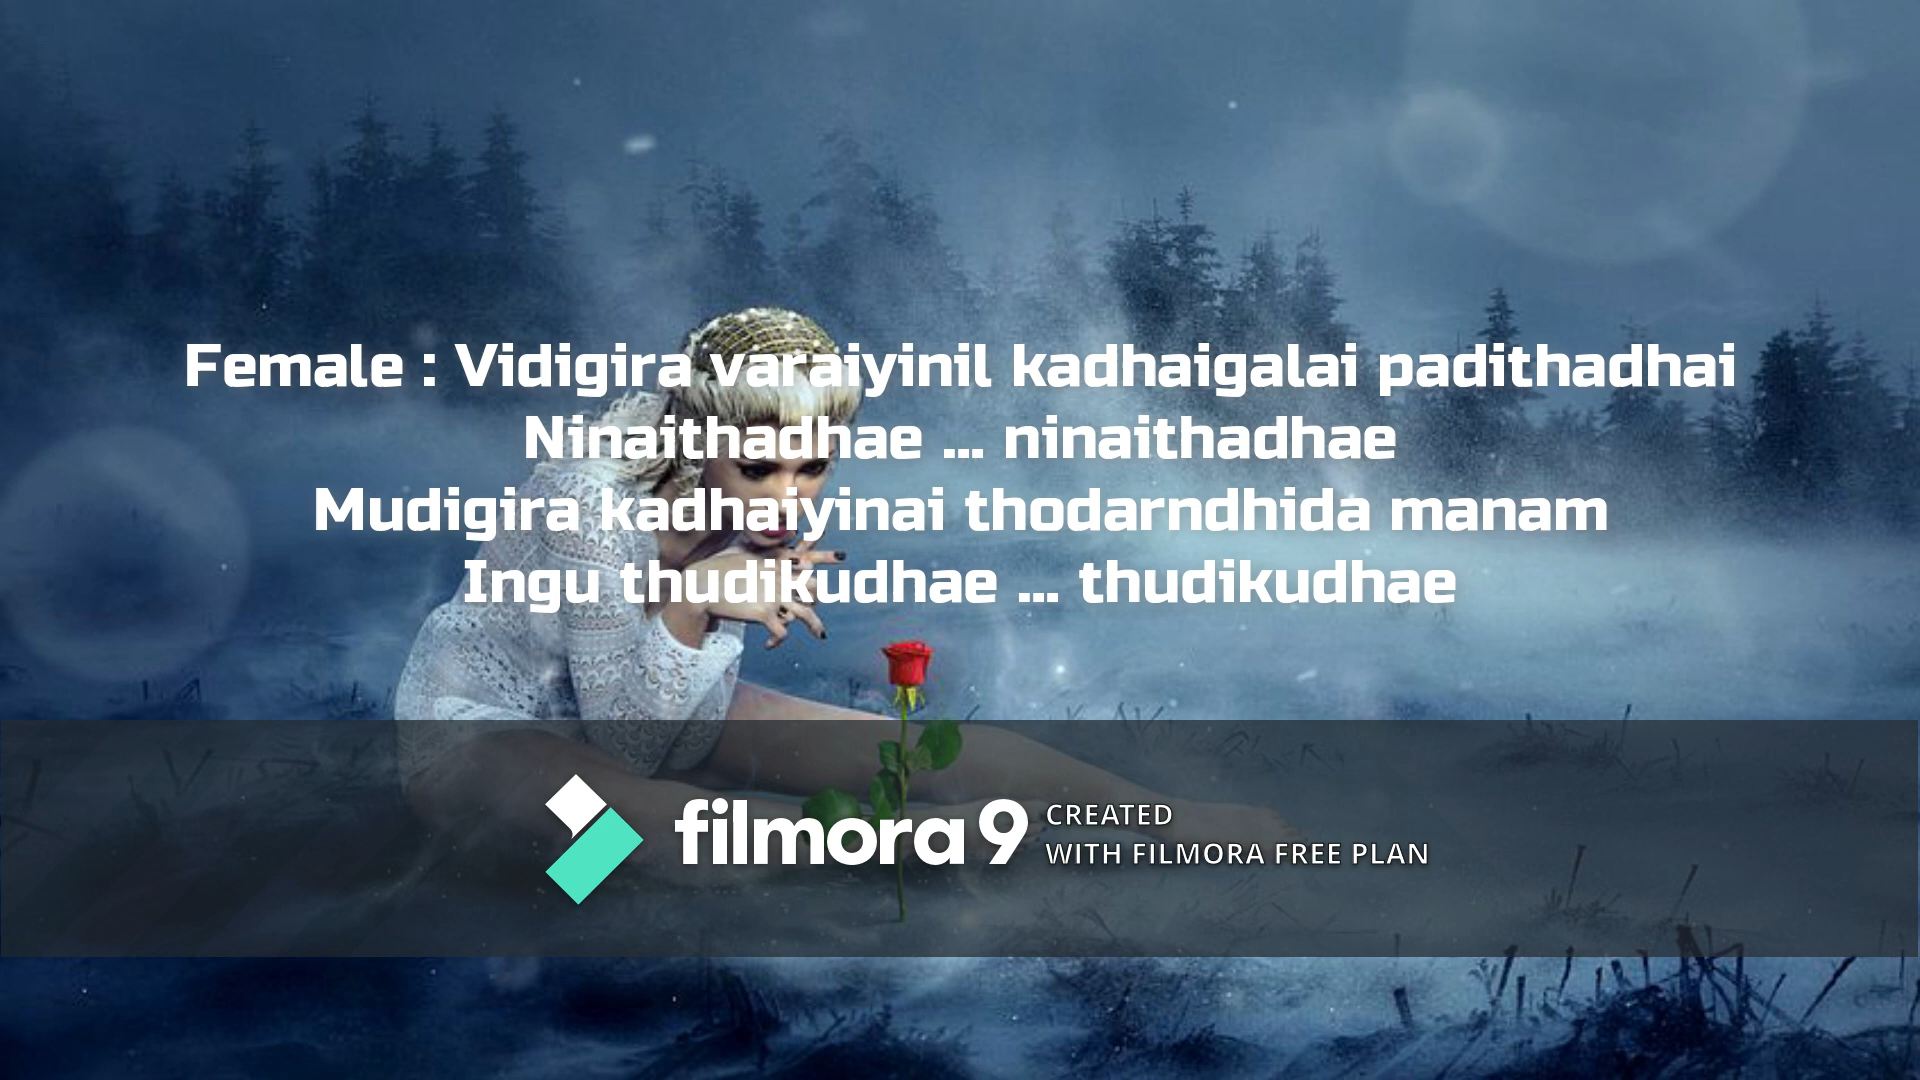 Female : Vidigira varaiyinil kadhaigalai padithadhai
Ninaithadhae ... ninaithadhae
Mudigira kadhaiyinai thodarndhida manam
Ingu thudikudhae ... thudikudhae
filmora 9 CREATED
WITH FILMORA FREE PLAN